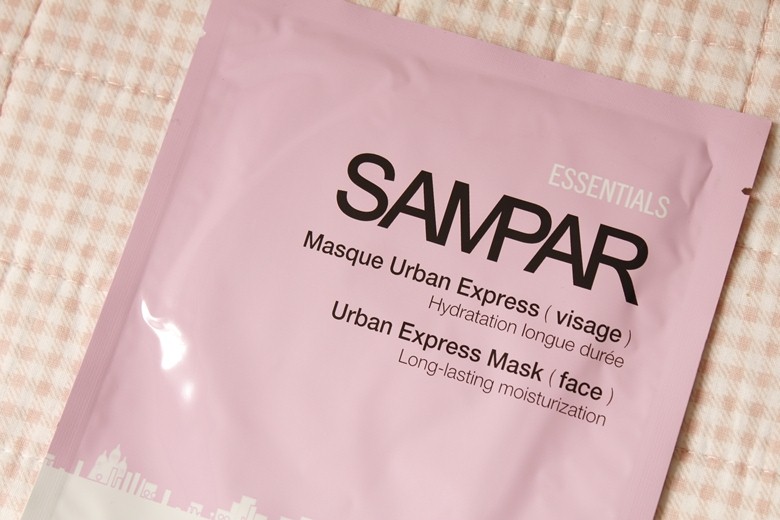 ESSENTIALS
SAMPAR
Masque Urban Express ( visage )
Hydratation longue durée
Urban Express Mask ( face )
Long-lasting moisturization